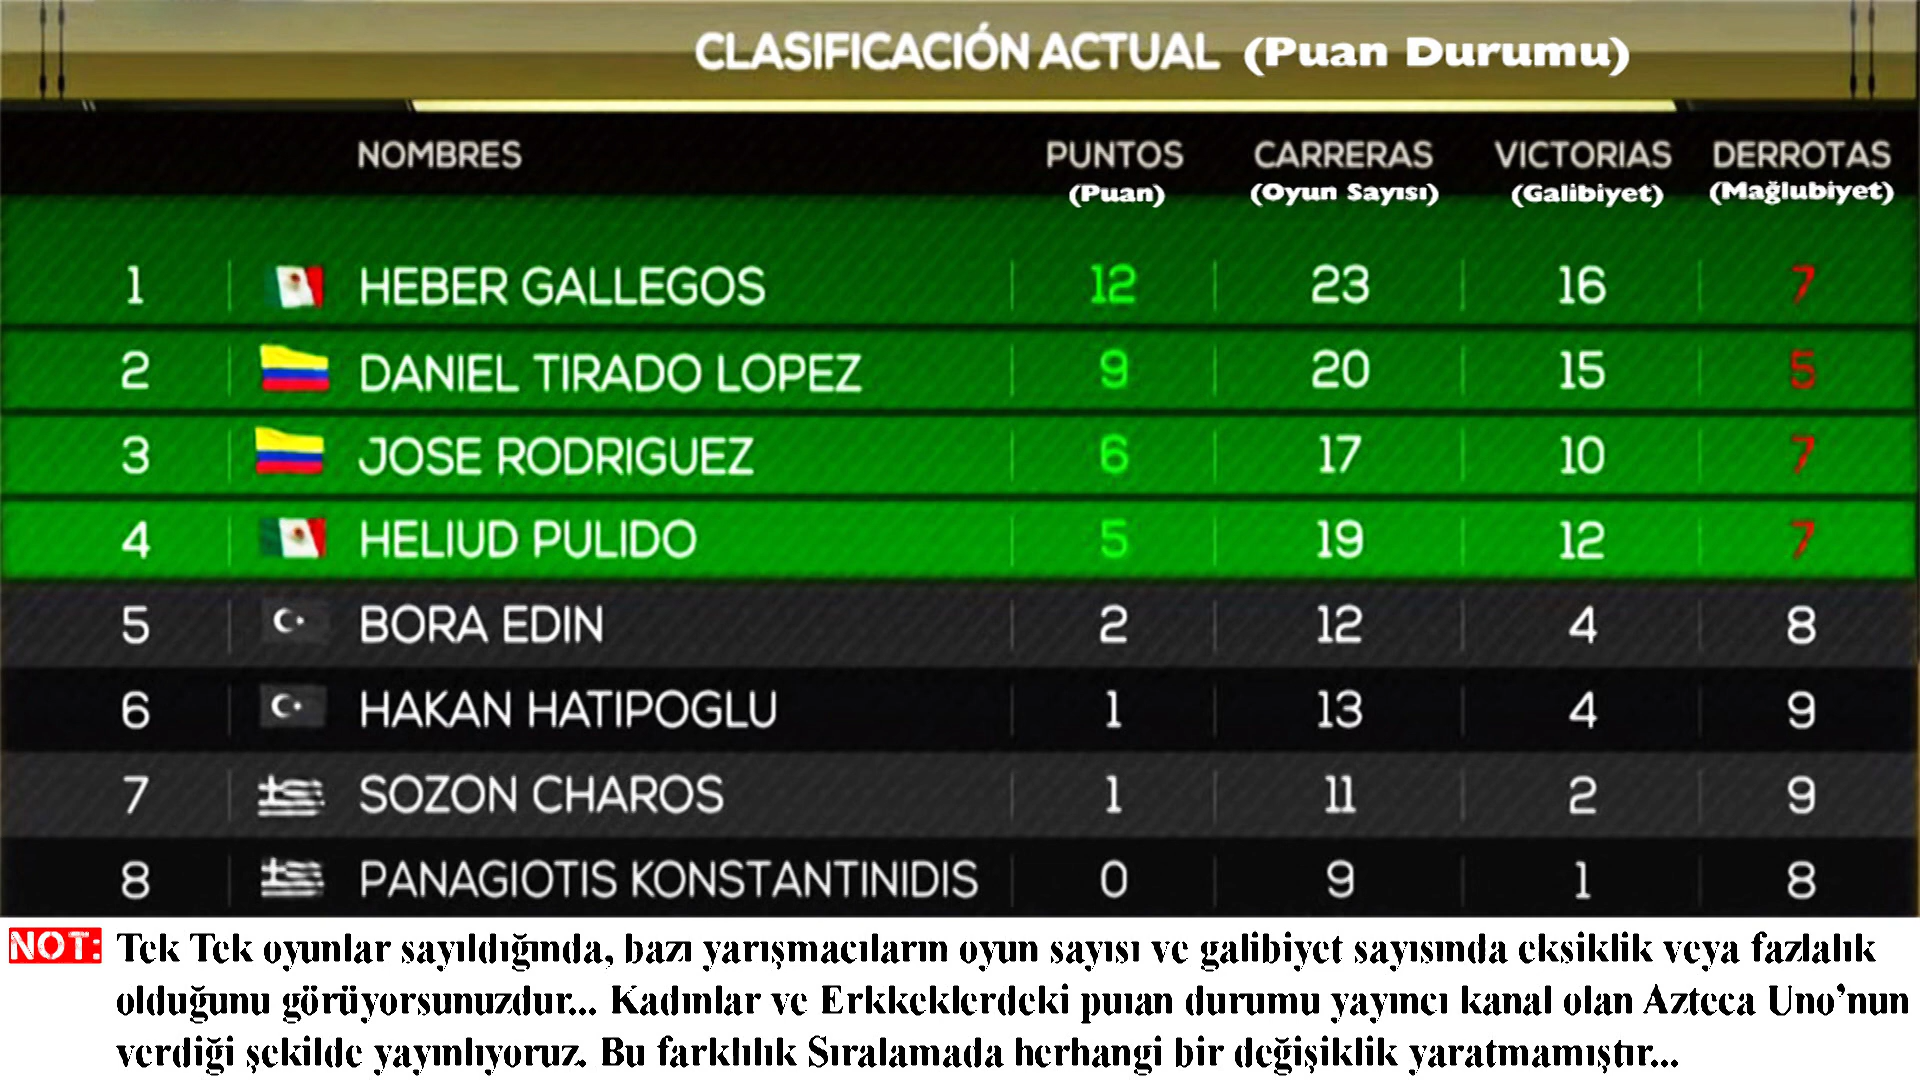 CLASIFICACIÓN ACTUAL (Puan Durumu)
NOMBRES PUNTOS CARRERAS VICTORIAS DERROTAS
(Puan) (Oyun Sayısı) (Galibiyet) (Mağlubiyet)
1 HEBER GALLEGOS 12 23 16 7
2 DANIEL TIRADO LOPEZ 9 20 15 5
3 JOSE RODRIGUEZ 6 17 10 7
4 HELIUD PULIDO 5 19 12 7
5 BORA EDIN 2 12 4 8
6 HAKAN HATIPOGLU 1 13 4 9
7 SOZON CHAROS 1 11 2 9
8 PANAGIOTIS KONSTANTINIDIS 0 9 1 8
NOT: Tek Tek oyunlar sayıldığında, bazı yarışmacıların oyun sayısı ve galibiyet sayısında eksiklik veya fazlalık
olduğunu görüyorsunuzdur... Kadınlar ve Erkkeklerdeki puıan durumu yayıncı kanal olan Azteca Uno'nun
verdiği şekilde yayınlıyoruz. Bu farklılık Sıralamada herhangi bir değişiklik yaratmamıştır...